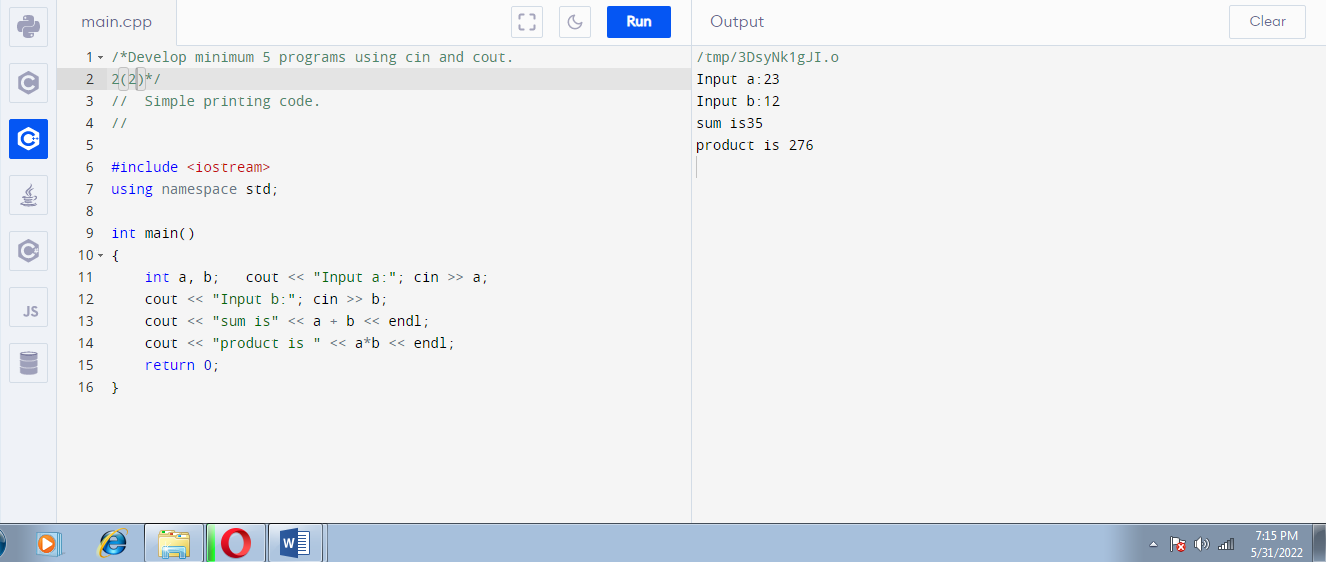 main.cpp
Run
Output
Clear
1 /*Develop minimum 5 programs using cin and cout.
2 2(2)*/
3 //  Simple printing code.
4 //
5
6 #include <iostream>
7 using namespace std;
8
9 int main()
10 {
11     int a, b;   cout << "Input a:"; cin >> a;
12     cout << "Input b:"; cin >> b;
13     cout << "sum is" << a + b << endl;
14     cout << "product is " << a*b << endl;
15     return 0;
16 }
/tmp/3DsyNk1gJI.o
Input a:23
Input b:12
sum is35
product is 276
JS
7:15 PM
5/31/2022